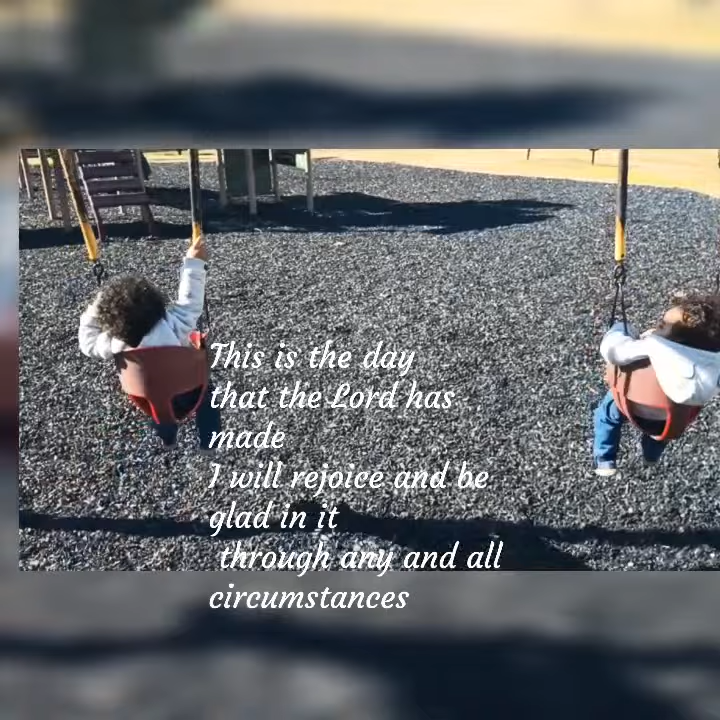 This is the day
that the Lord has
made
I will rejoice and be
glad in it
through any and all
circumstances